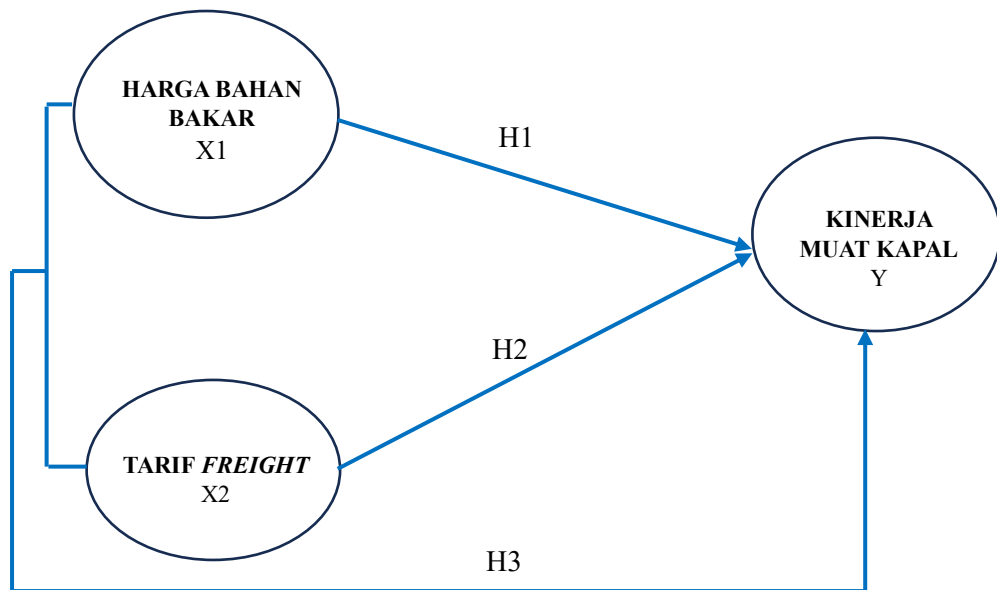 HARGA BAHAN
BAKAR
X1
H1
KINERJA
MUAT KAPAL
Y
H2
TARIF FREIGHT
X2
H3